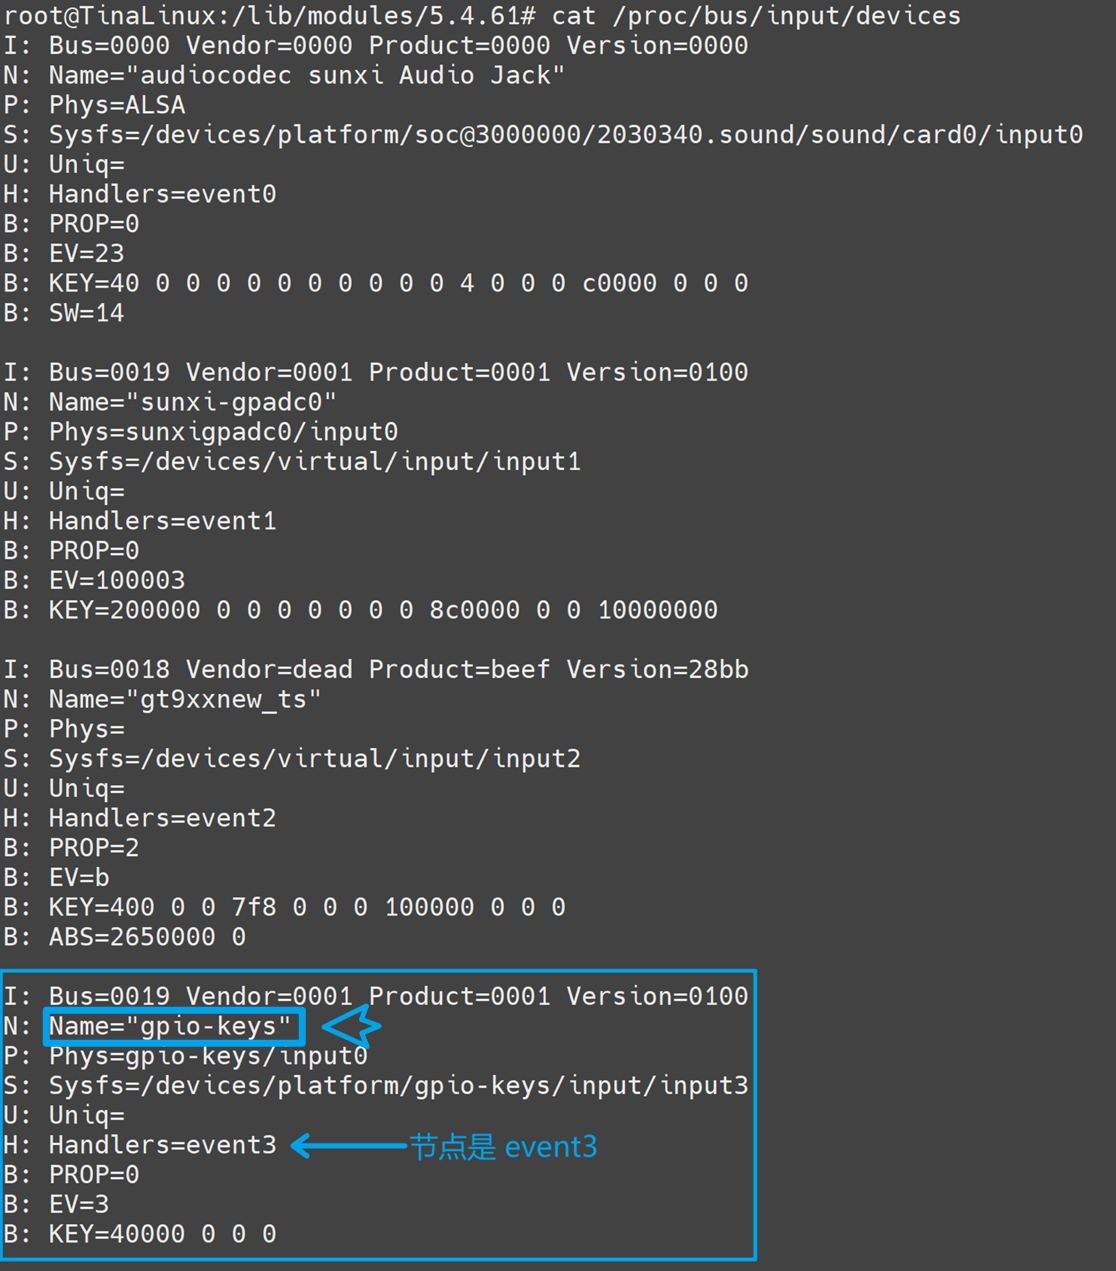 root@TinaLinux:/lib/modules/5.4.61# cat /proc/bus/input/devices
I: Bus=0000 Vendor=0000 Product=0000 Version=0000
N: Name="audiocodec sunxi Audio Jack"
P: Phys=ALSA
S: Sysfs=/devices/platform/soc@3000000/2030340.sound/sound/card0/input0
U: Uniq=
H: Handlers=event0
B: PROP=0
B: EV=23
B: KEY=40 0 0 0 0 0 0 0 0 0 0 4 0 0 0 c0000 0 0 0
B: SW=14

I: Bus=0019 Vendor=0001 Product=0001 Version=0100
N: Name="sunxi-gpadc0"
P: Phys=sunxigpadc0/input0
S: Sysfs=/devices/virtual/input/input1
U: Uniq=
H: Handlers=event1
B: PROP=0
B: EV=100003
B: KEY=200000 0 0 0 0 0 0 0 8c0000 0 0 10000000

I: Bus=0018 Vendor=dead Product=beef Version=28bb
N: Name="gt9xxnew_ts"
P: Phys=
S: Sysfs=/devices/virtual/input/input2
U: Uniq=
H: Handlers=event2
B: PROP=2
B: EV=b
B: KEY=400 0 0 7f8 0 0 0 100000 0 0 0
B: ABS=2650000 0

I: Bus=0019 Vendor=0001 Product=0001 Version=0100
N: Name="gpio-keys"
P: Phys=gpio-keys/input0
S: Sysfs=/devices/platform/gpio-keys/input/input3
U: Uniq=
H: Handlers=event3 节点是 event3
B: PROP=0
B: EV=3
B: KEY=40000 0 0 0